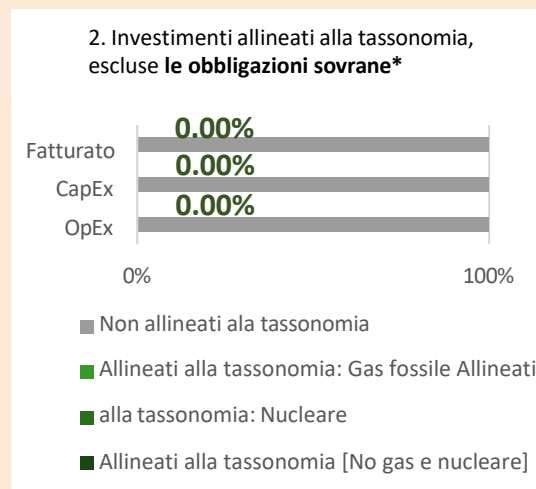 2. Investimenti allineati alla tassonomia,
escluse le obbligazioni sovrane*
0.00%
Fatturato
0.00%
CapEx
0.00%
OpEx
0%
100%
Non allineati ala tassonomia
Allineati alla tassonomia: Gas fossile Allineati
alla tassonomia: Nucleare
Allineati alla tassonomia [No gas e nucleare]